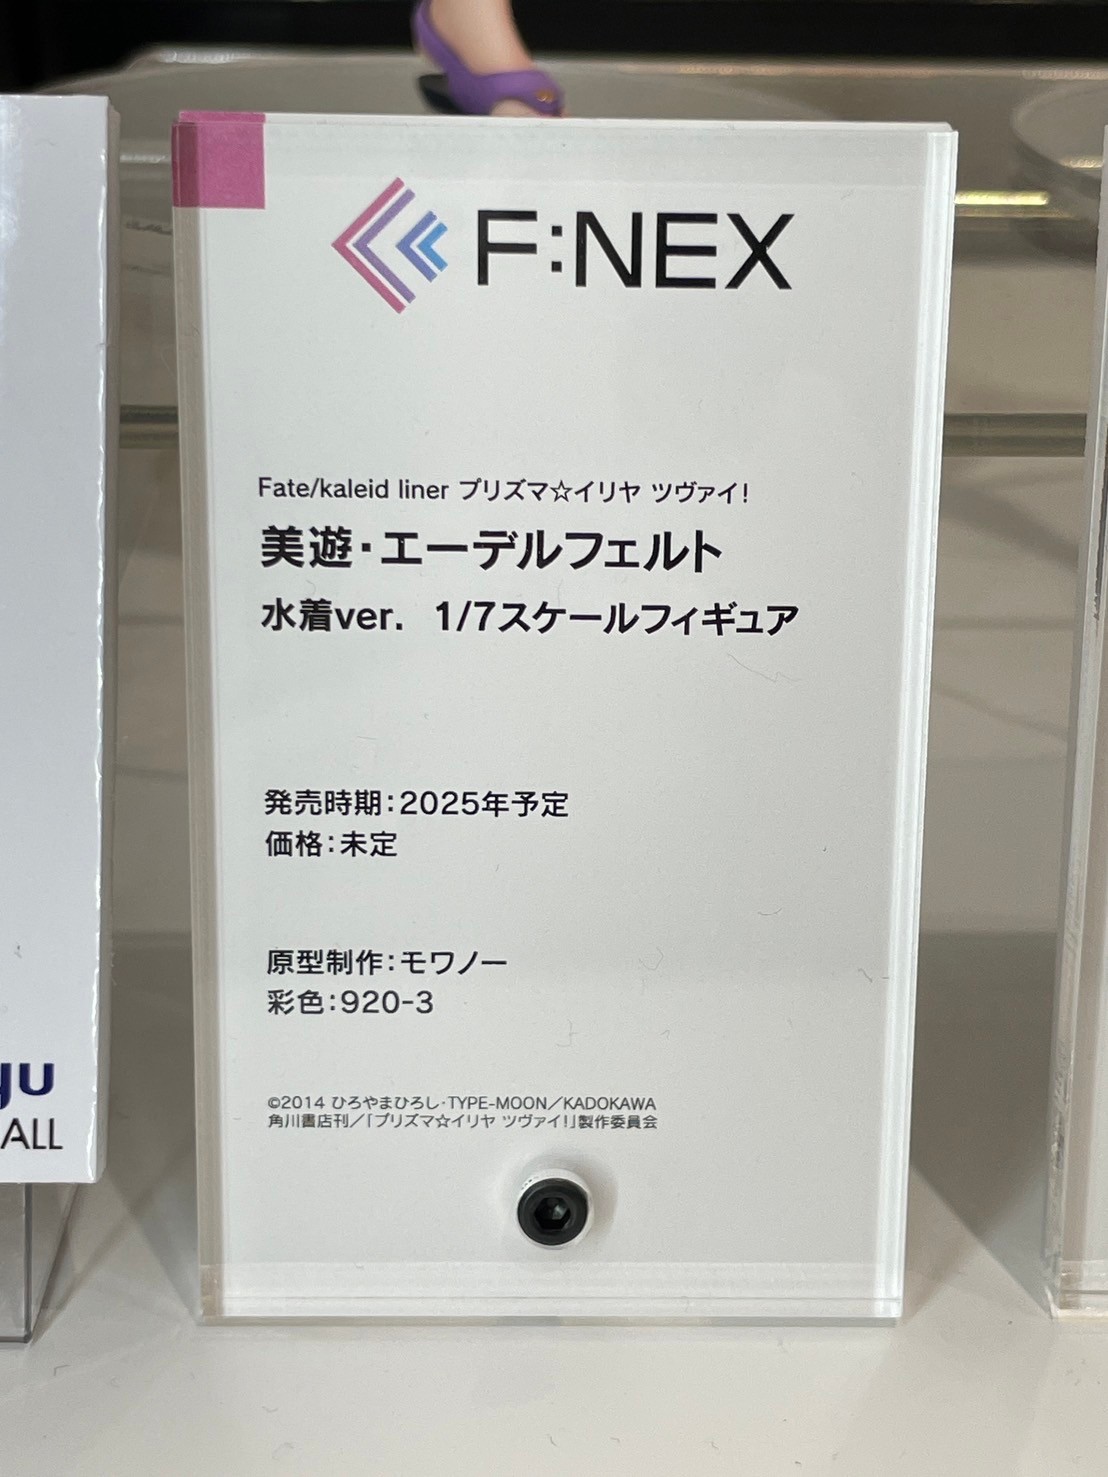 F:NEX
Fate/kaleid liner プリズマ☆イリヤ ツヴァイ!
美遊・エーデルフェルト
水着ver. 1/7スケールフィギュア
発売時期:2025年予定
価格:未定
原型制作:モワノー
彩色:920-3
©2014 ひろやまひろし・TYPE-MOON／KADOKAWA
角川書店刊／「プリズマ☆イリヤ ツヴァイ!」製作委員会
yu
ALL